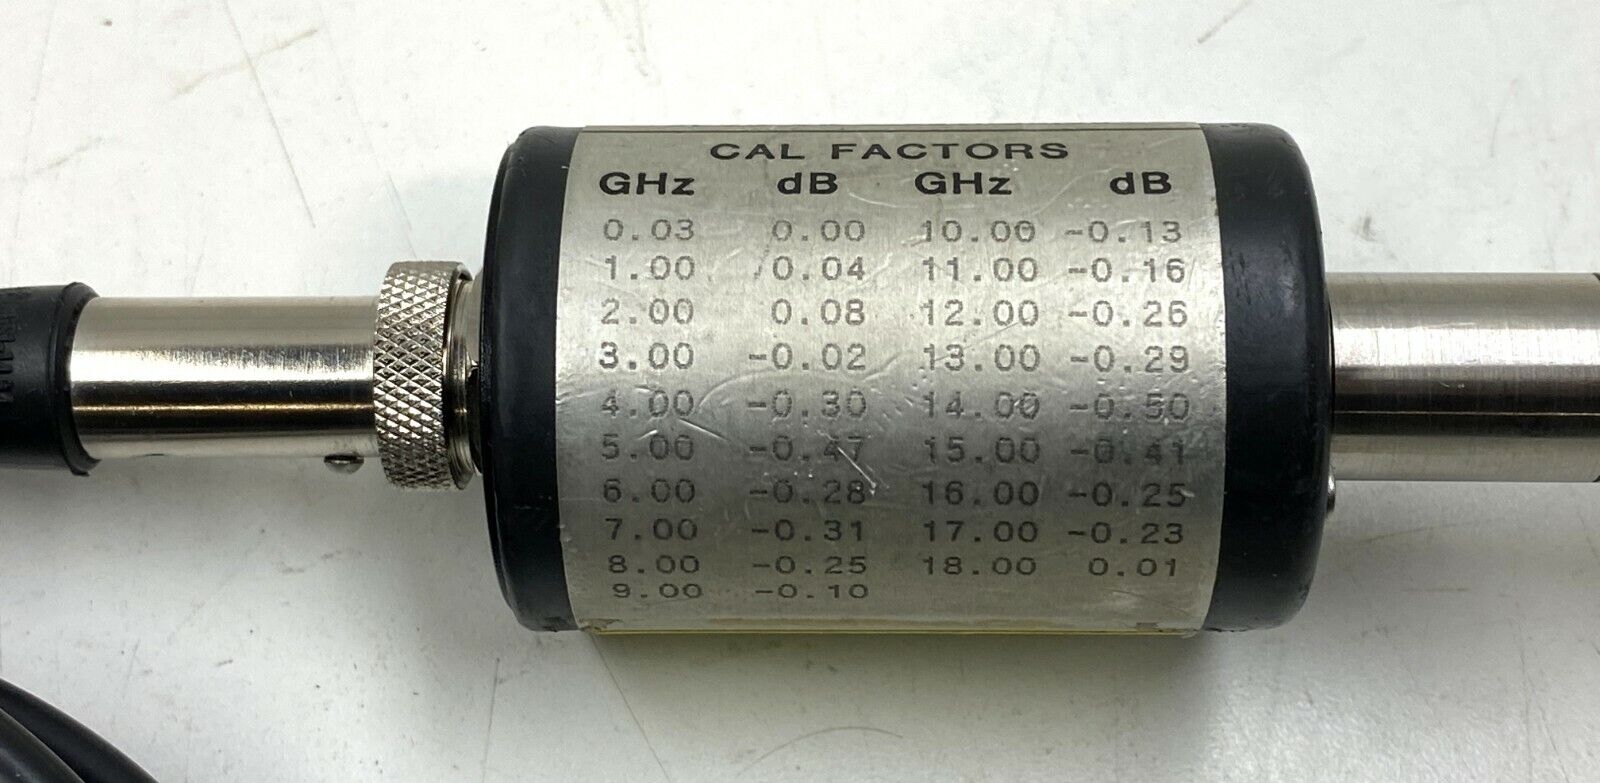 CAL FACTORS
GHz dB GHz dB
0.03 0.00 10.00 -0.13
1.00 0.04 11.00 -0.16
2.00 0.08 12.00 -0.26
3.00 -0.02 13.00 -0.29
4.00 -0.30 14.00 -0.50
5.00 -0.47 15.00 -0.41
6.00 -0.28 16.00 -0.25
7.00 -0.31 17.00 -0.23
8.00 -0.25 18.00 0.01
9.00 -0.10